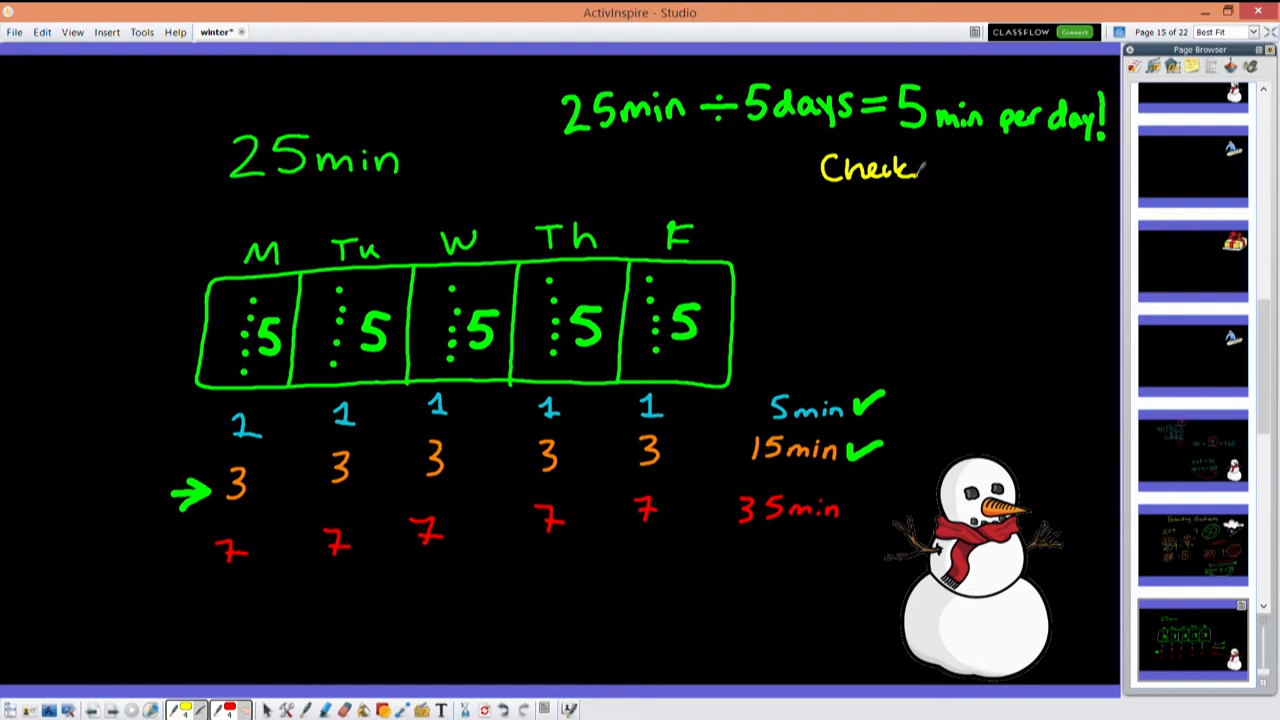 ActivInspire - Studio
File Edit View Insert Tools Help winter* CLASSFLOW Connect Page 15 of 22 Best Fit
Page Browser
25min ÷ 5days = 5 min per day!
25min
Check
M Tu W Th F
5 5 5 5 5
1 1 1 1 1 5min ✓
→ 3 3 3 3 3 15min ✓
7 7 7 7 7 35min
4 4 T